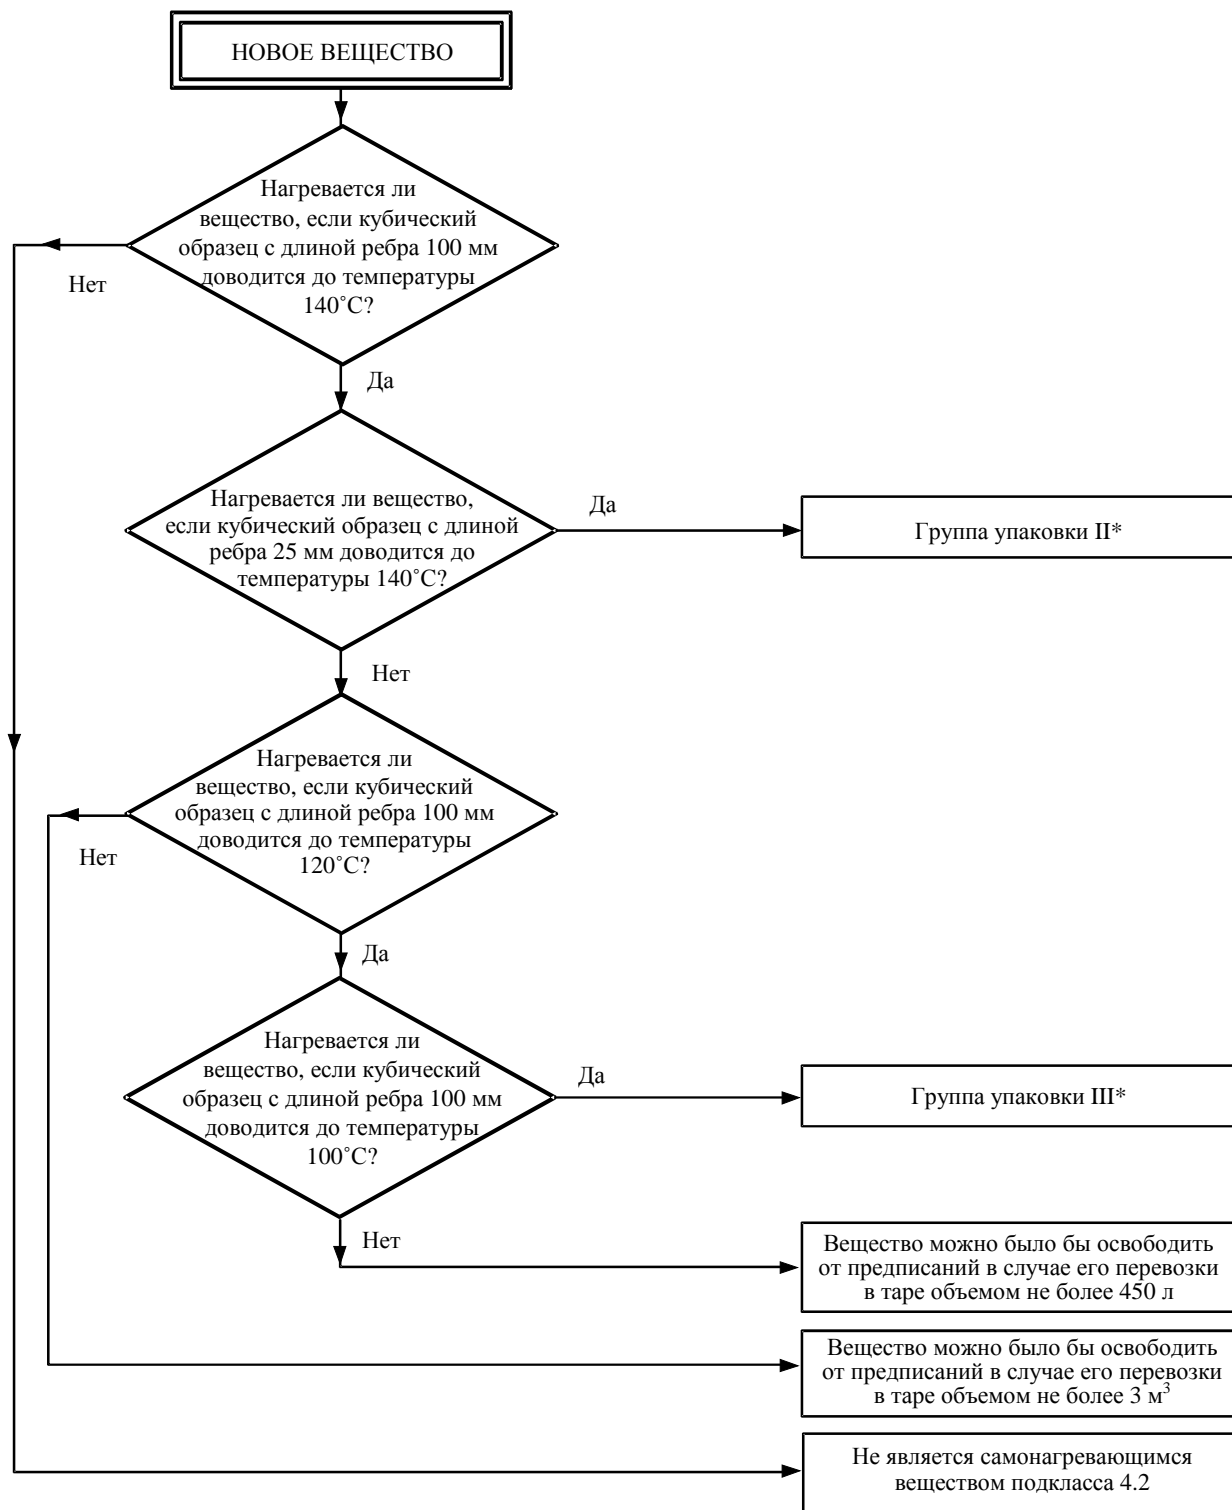 НОВОЕ ВЕЩЕСТВО
Нагревается ли
вещество, если кубический
образец с длиной ребра 100 мм
доводится до температуры
140˚C?
Нет
Да
Нагревается ли вещество,
если кубический образец с длиной
ребра 25 мм доводится до
температуры 140˚C?
Да
Группа упаковки II*
Нет
Нагревается ли
вещество, если кубический
образец с длиной ребра 100 мм
доводится до температуры
120˚C?
Нет
Да
Нагревается ли
вещество, если кубический
образец с длиной ребра 100 мм
доводится до температуры
100˚C?
Да
Группа упаковки III*
Нет
Вещество можно было бы освободить
от предписаний в случае его перевозки
в таре объемом не более 450 л
Вещество можно было бы освободить
от предписаний в случае его перевозки
в таре объемом не более 3 м³
Не является самонагревающимся
веществом подкласса 4.2